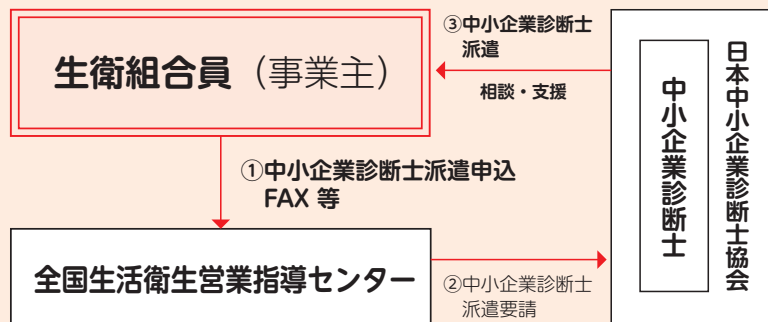 生衛組合員（事業主）
③中小企業診断士
派遣
相談・支援
日本中小企業診断士協会
中小企業診断士
①中小企業診断士派遣申込
FAX 等
全国生活衛生営業指導センター
②中小企業診断士
派遣要請